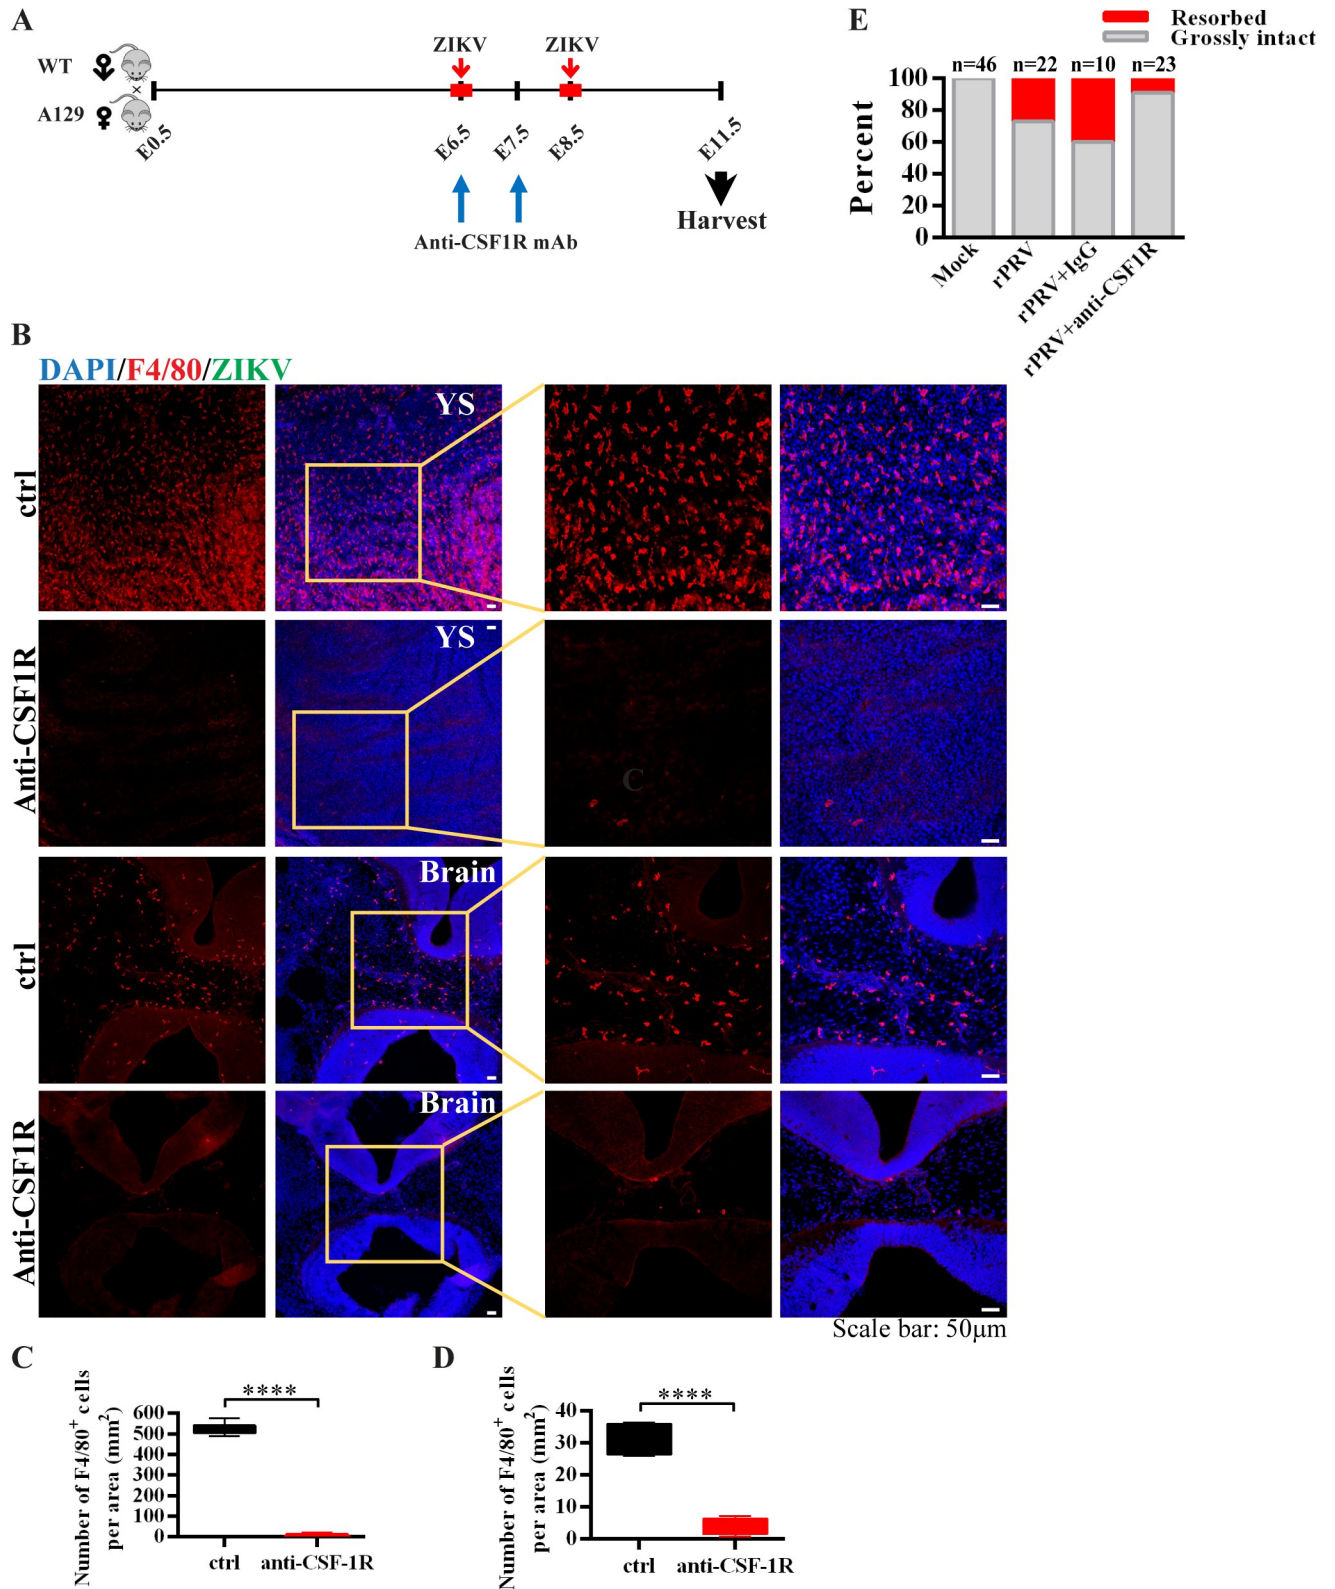 A
WT
×
A129
ZIKV
ZIKV
E0.5
E6.5
E7.5
E8.5
E11.5
Anti-CSF1R mAb
Harvest
E
Resorbed
Grossly intact
n=46 n=22 n=10 n=23
Percent
100
80
60
40
20
0
Mock
rPRV
rPRV+IgG
rPRV+anti-CSF1R
B
DAPI/F4/80/ZIKV
ctrl
YS
Anti-CSF1R
YS
C
ctrl
Brain
Anti-CSF1R
Brain
Scale bar: 50μm
C
Number of F4/80+ cells
per area (mm2)
600
500
400
300
200
100
0
ctrl anti-CSF-1R
****
D
Number of F4/80+ cells
per area (mm2)
40
30
20
10
0
ctrl anti-CSF-1R
****